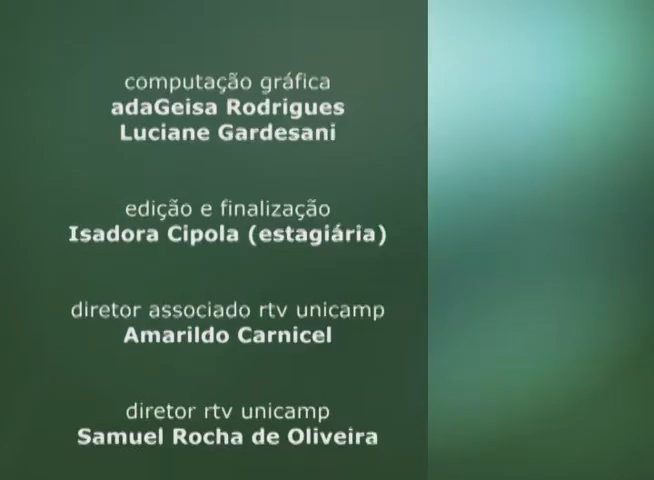 computação gráfica
adaGeisa Rodrigues
Luciane Gardesani
edição e finalização
Isadora Cipola (estagiária)
diretor associado rtv unicamp
Amarildo Carnicel
diretor rtv unicamp
Samuel Rocha de Oliveira